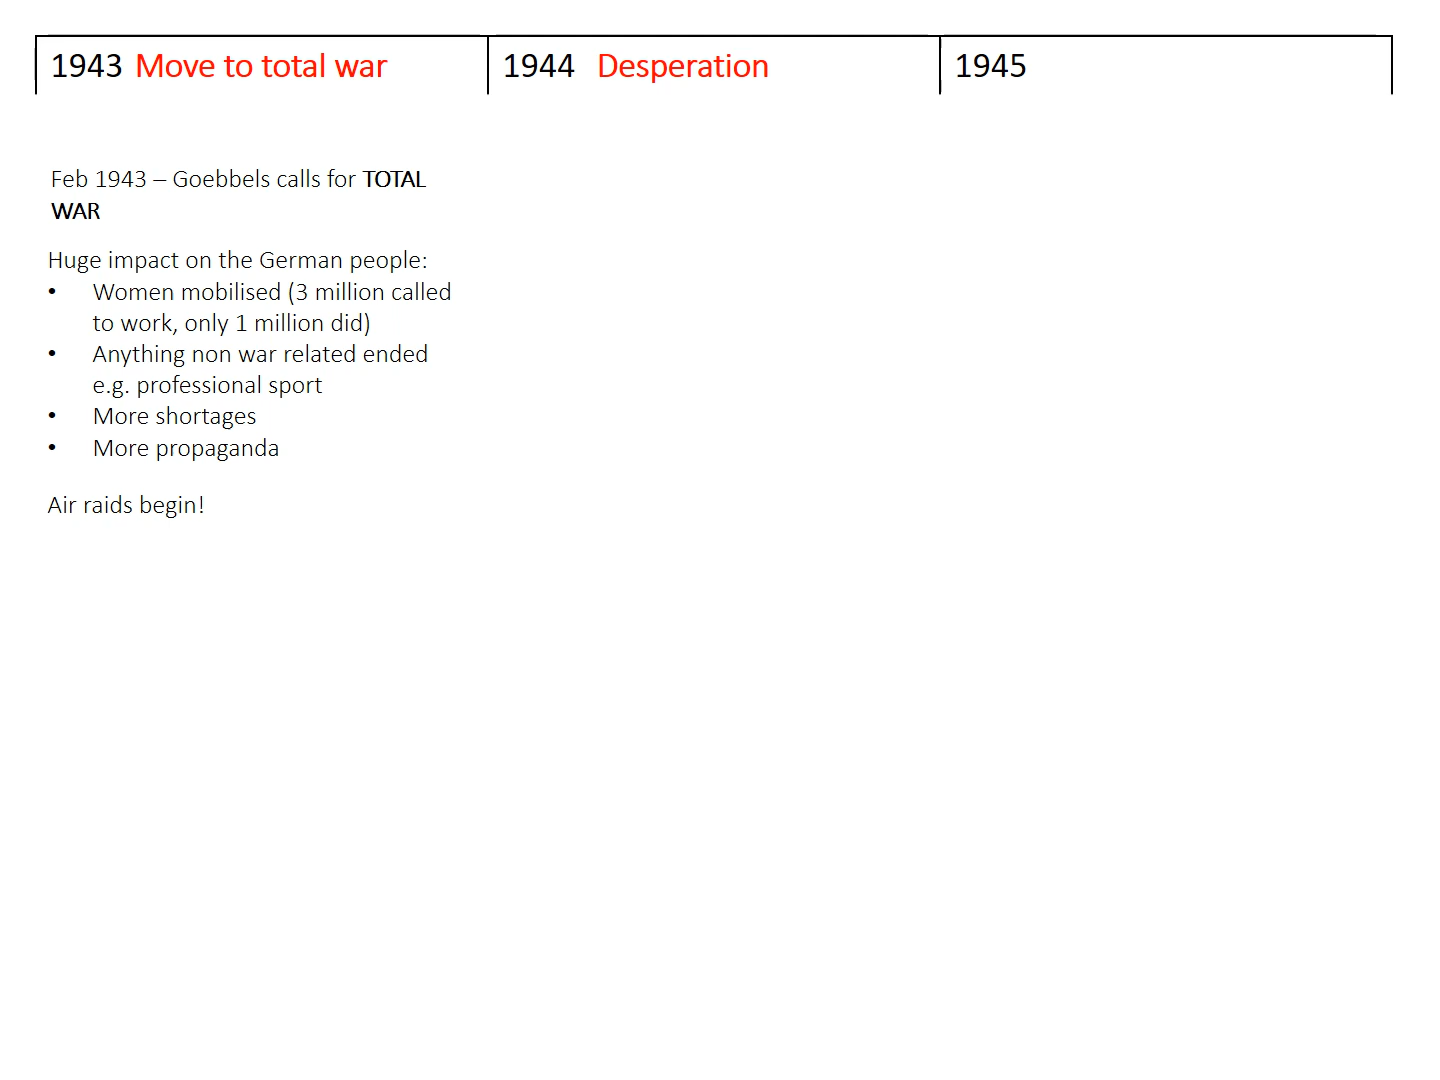 1943 Move to total war
1944 Desperation
1945
Feb 1943 – Goebbels calls for TOTAL
WAR
Huge impact on the German people:
• Women mobilised (3 million called
to work, only 1 million did)
• Anything non war related ended
e.g. professional sport
• More shortages
• More propaganda
Air raids begin!